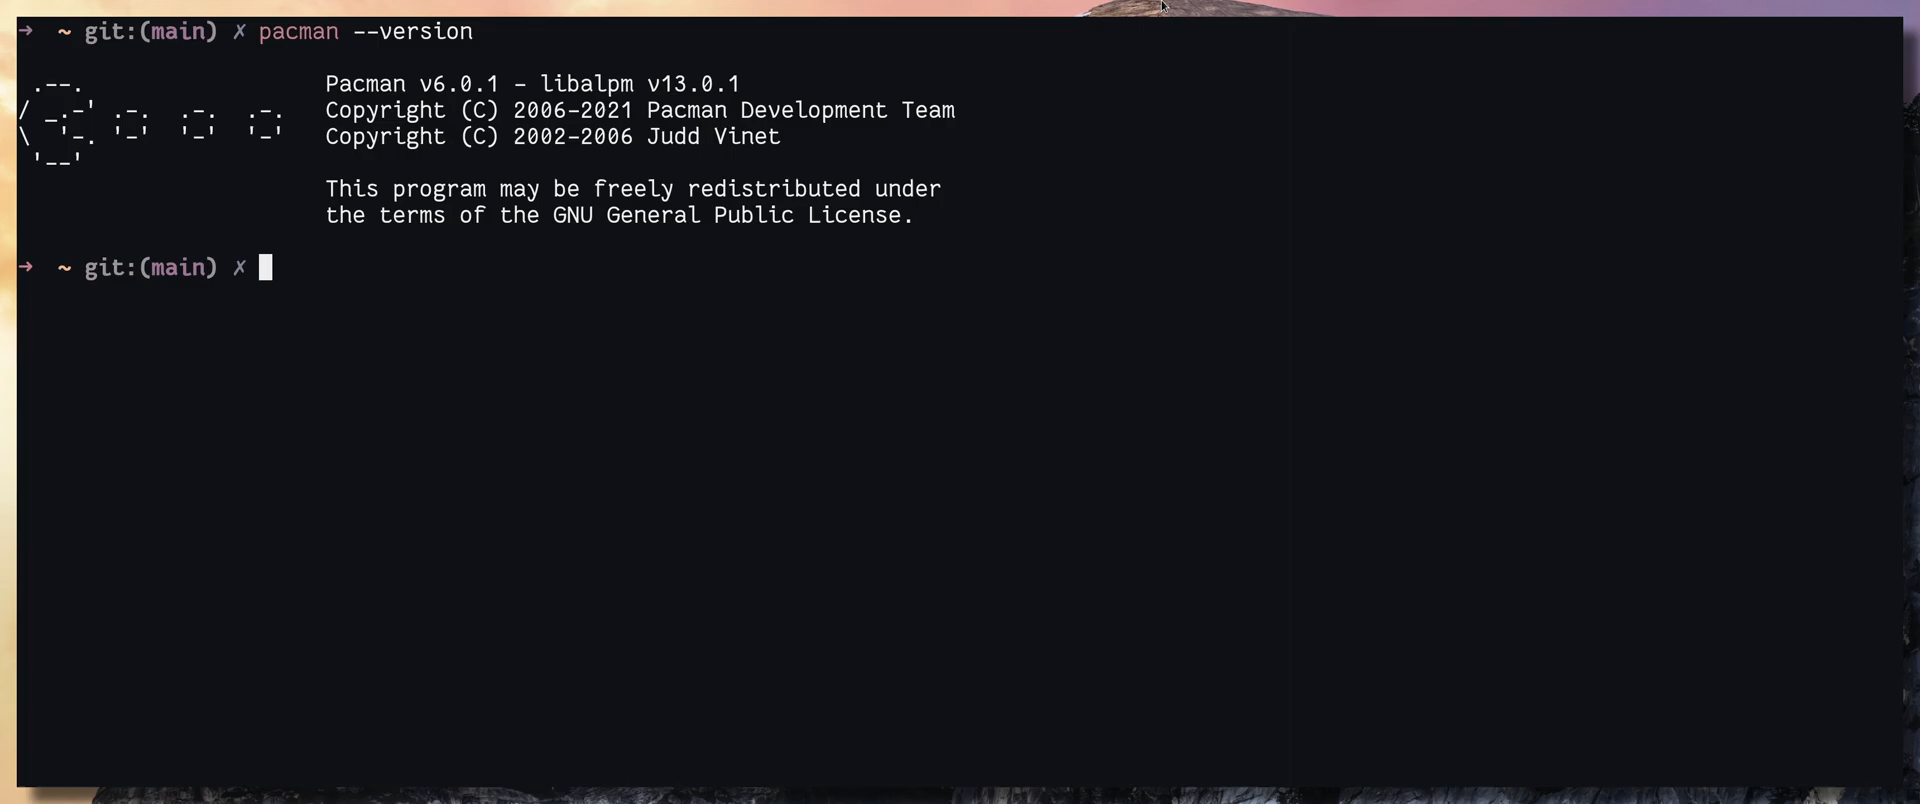 ➜  ~ git:(main) ✗ pacman --version

 .--.                  Pacman v6.0.1 - libalpm v13.0.1
/ _.-' .-.  .-.  .-.   Copyright (C) 2006-2021 Pacman Development Team
\  '-. '-'  '-'  '-'   Copyright (C) 2002-2006 Judd Vinet
 '--'
                       This program may be freely redistributed under
                       the terms of the GNU General Public License.

➜  ~ git:(main) ✗